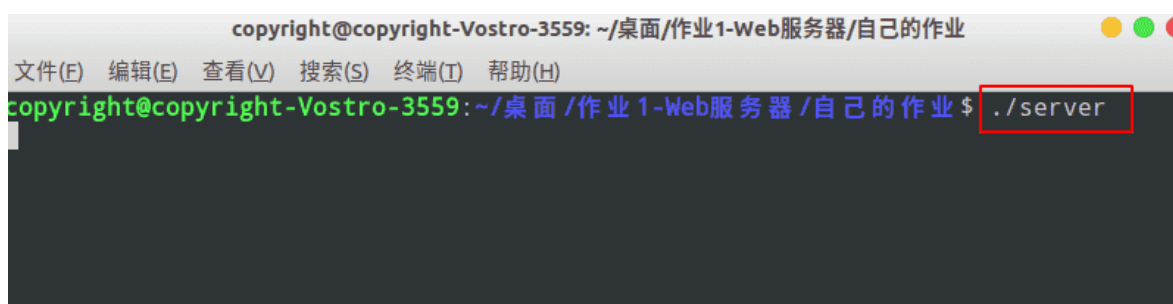 copyright@copyright-Vostro-3559: ~/桌面/作业1-Web服务器/自己的作业
文件(F) 编辑(E) 查看(V) 搜索(S) 终端(T) 帮助(H)
copyright@copyright-Vostro-3559:~/桌面/作业1-Web服务器/自己的作业$ ./server